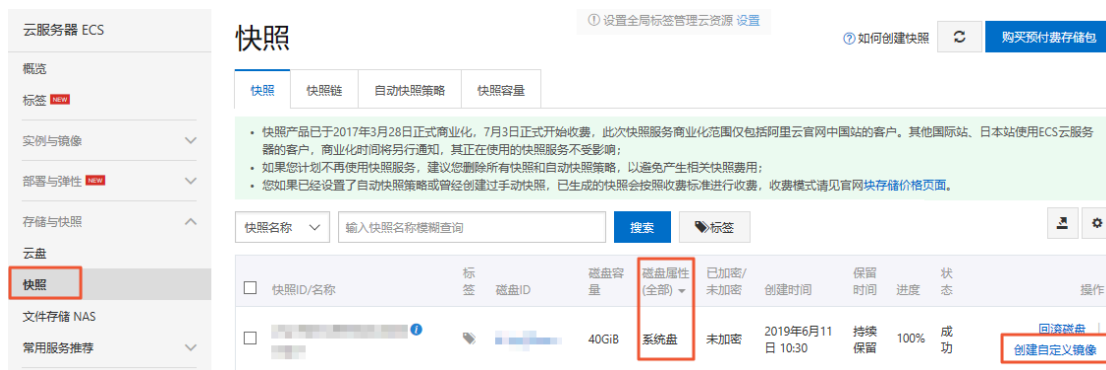 云服务器 ECS
概览
标签 NEW
实例与镜像
部署与弹性 NEW
存储与快照
云盘
快照
文件存储 NAS
常用服务推荐
快照
设置全局标签管理云资源 设置
如何创建快照
购买预付费存储包
快照 快照链 自动快照策略 快照容量
• 快照产品已于2017年3月28日正式商业化，7月3日正式开始收费，此次快照服务商业化范围仅包括阿里云官网中国站的客户。其他国际站、日本站使用ECS云服务
器的客户，商业化时间将另行通知，其正在使用的快照服务不受影响；
• 如果您计划不再使用快照服务，建议您删除所有快照和自动快照策略，以避免产生相关快照费用；
• 您如果已经设置了自动快照策略或曾经创建过手动快照，已生成的快照会按照收费标准进行收费，收费模式请见官网块存储价格页面。
快照名称 输入快照名称模糊查询 搜索 标签
快照ID/名称 标签 磁盘ID 磁盘容量 磁盘属性(全部) 已加密/未加密 创建时间 保留时间 进度 状态 操作
40GiB 系统盘 未加密 2019年6月11日 10:30 持续保留 100% 成功 回滚磁盘
创建自定义镜像